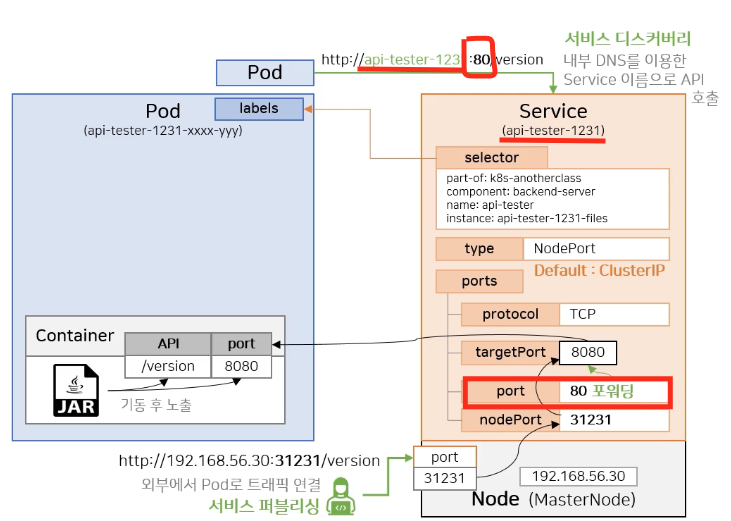 서비스 디스커버리
내부 DNS를 이용한
Service 이름으로 API
호출
http://api-tester-123 :80/version
Pod
Pod
labels
(api-tester-1231-xxxx-yyy)
Service
(api-tester-1231)
selector
part-of: k8s-anotherclass
component: backend-server
name: api-tester
instance: api-tester-1231-files
type
NodePort
Default : ClusterIP
ports
protocol
TCP
targetPort
8080
port
80 포워딩
nodePort
31231
Container
API
port
/version
8080
JAR
기동 후 노출
http://192.168.56.30:31231/version
외부에서 Pod로 트래픽 연결
서비스 퍼블리싱
port
31231
192.168.56.30
Node (MasterNode)